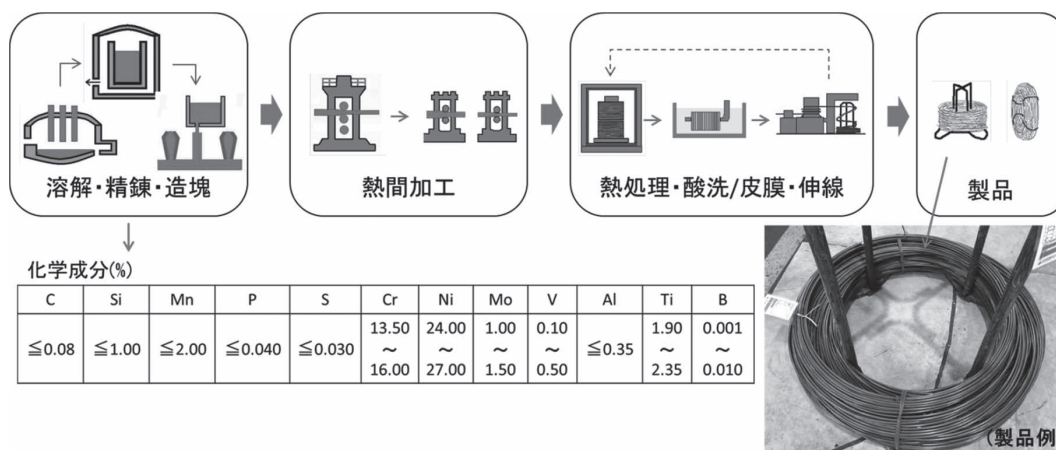 溶解・精錬・造塊
熱間加工
熱処理・酸洗/皮膜・伸線
製品
化学成分(%)
C Si Mn P S Cr Ni Mo V Al Ti B
≦0.08 ≦1.00 ≦2.00 ≦0.040 ≦0.030 13.50～16.00 24.00～27.00 1.00～1.50 0.10～0.50 ≦0.35 1.90～2.35 0.001～0.010
(製品例